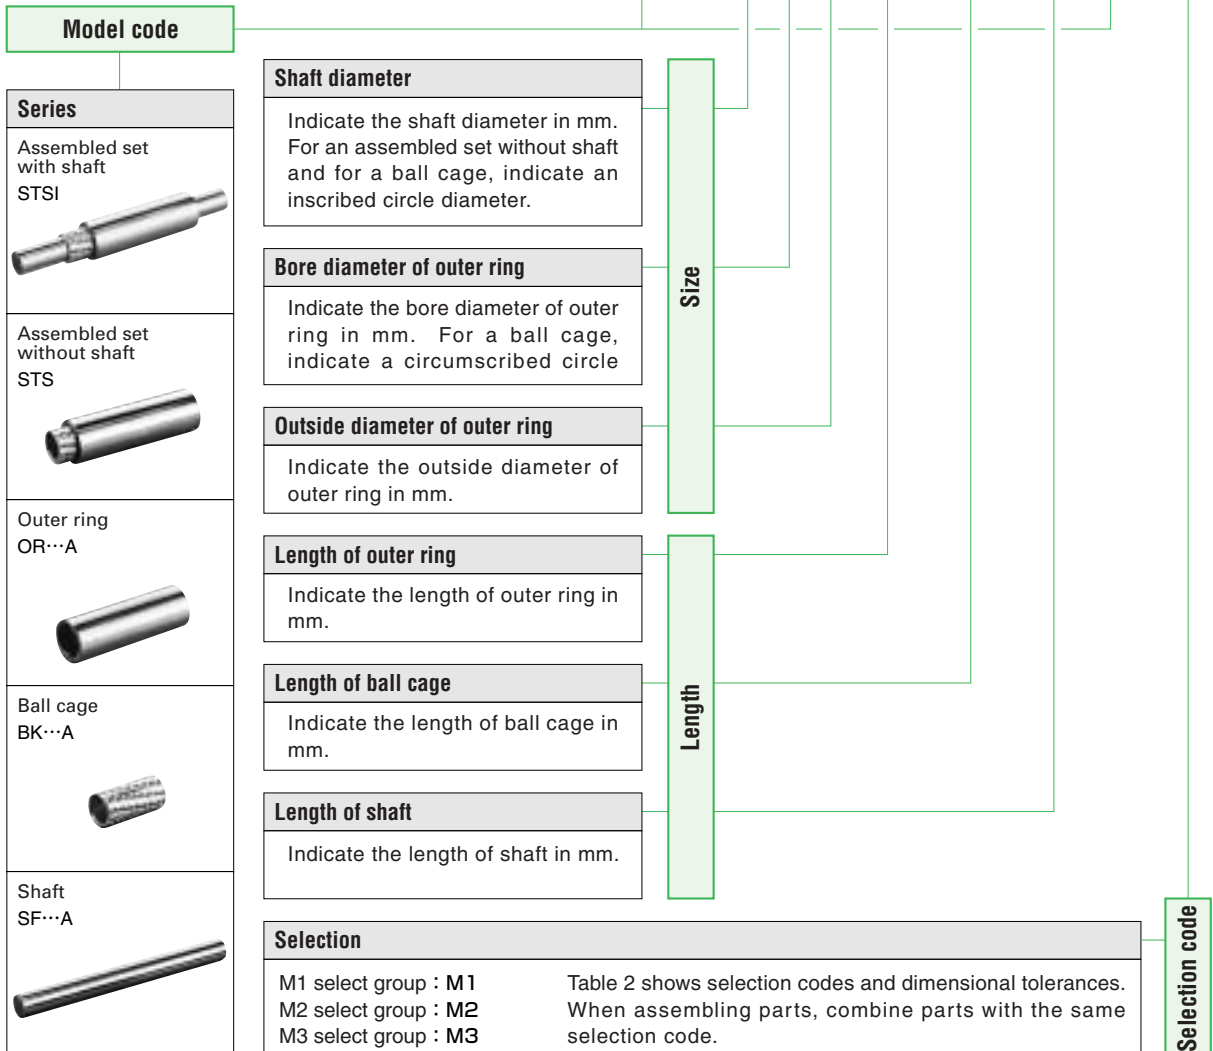 Model code
Series
Assembled set
with shaft
STSI
Assembled set
without shaft
STS
Outer ring
OR···A
Ball cage
BK···A
Shaft
SF···A
Shaft diameter
Indicate the shaft diameter in mm.
For an assembled set without shaft
and for a ball cage, indicate an
inscribed circle diameter.
Bore diameter of outer ring
Indicate the bore diameter of outer
ring in mm. For a ball cage,
indicate a circumscribed circle
Outside diameter of outer ring
Indicate the outside diameter of
outer ring in mm.
Size
Length of outer ring
Indicate the length of outer ring in
mm.
Length of ball cage
Indicate the length of ball cage in
mm.
Length of shaft
Indicate the length of shaft in mm.
Length
Selection
M1 select group : M1
M2 select group : M2
M3 select group : M3
Table 2 shows selection codes and dimensional tolerances.
When assembling parts, combine parts with the same
selection code.
Selection code